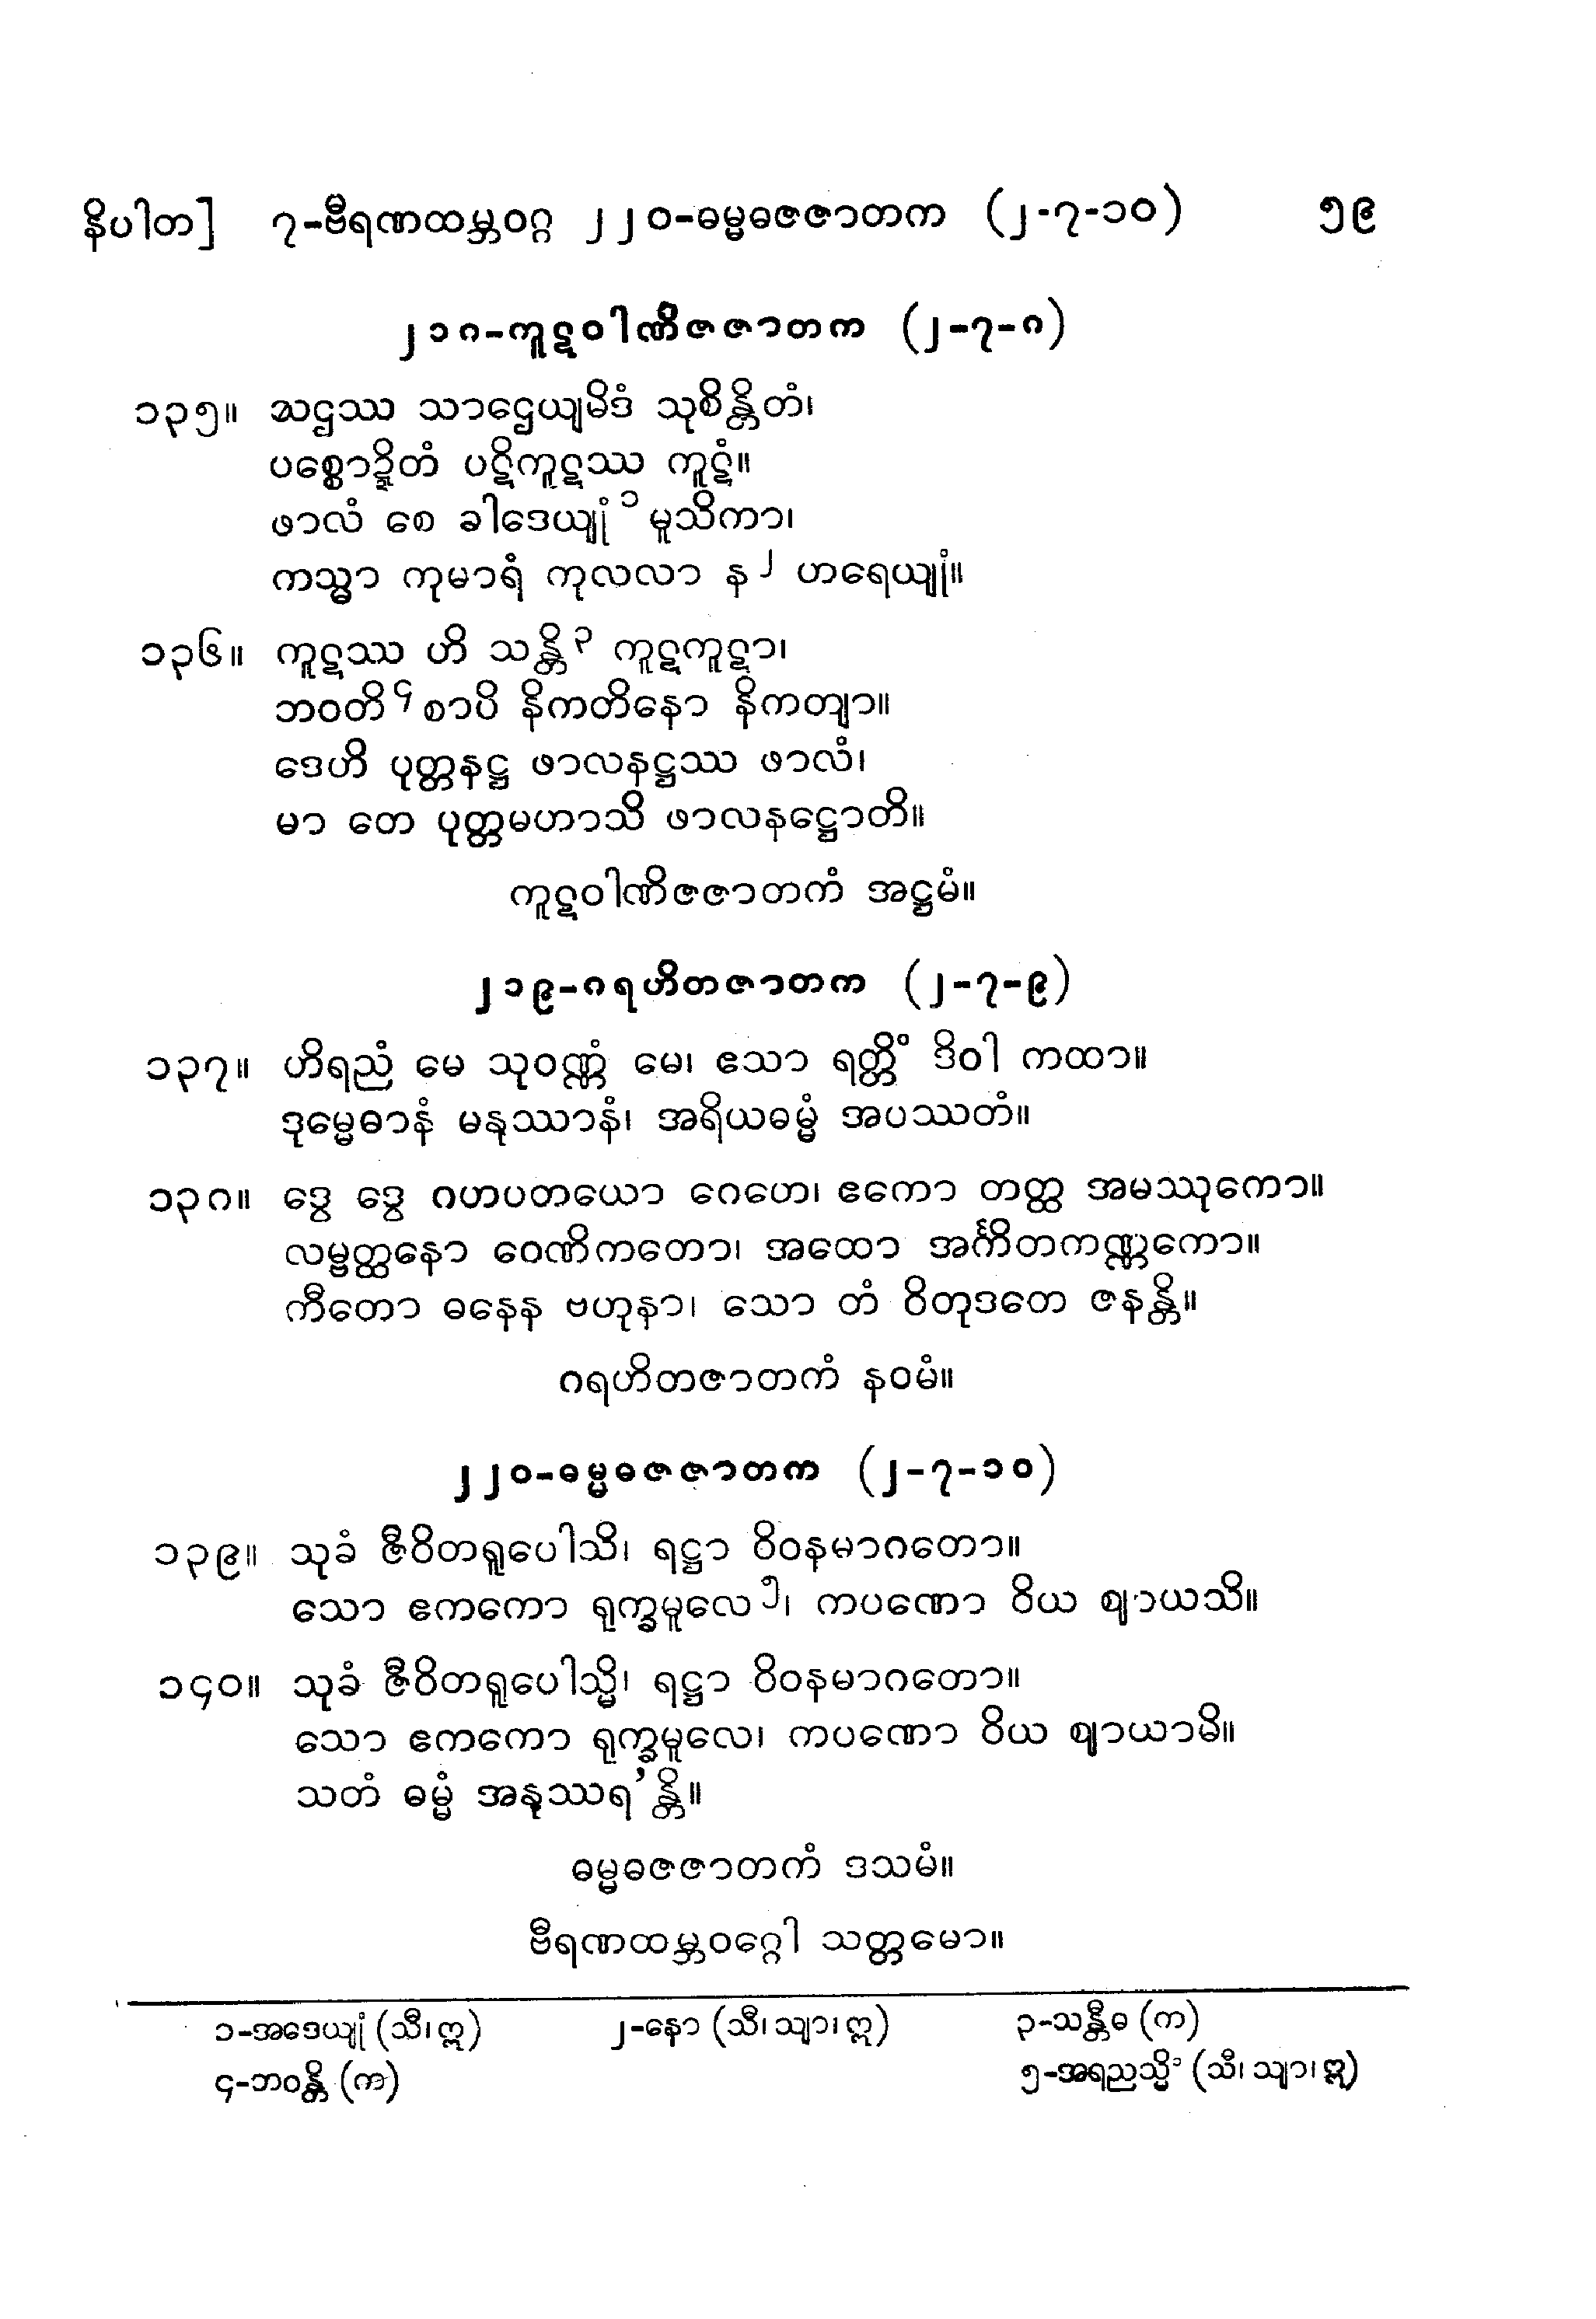 နိပါတ] ၇-ဗီရဏထမ္ဘဝဂ္ဂ ၂၂၀-ဓမ္မဓဇဇာတက (၂-၇-၁၀) ၅၉
၂၁၈-ကူဋဝါဏိဇဇာတက (၂-၇-၈)
၁၃၅။ သဌဿ သာဌေယျမိဒံ သုစိန္တိတံ၊
ပစ္စောဍ္ဍိတံ ပဋိကူဋဿ ကူဋံ။
ဖာလံ စေ ခါဒေယျုံ ၁ မူသိကာ၊
ကသ္မာ ကုမာရံ ကုလလာ န ၂ ဟရေယျုံ။
၁၃၆။ ကူဋဿ ဟိ သန္တိ ၃ ကူဋကူဋာ၊
ဘဝတိ ၄ စာပိ နိကတိနော နိကတျာ။
ဒေဟိ ပုတ္တနဋ္ဌ ဖာလနဋ္ဌဿ ဖာလံ၊
မာ တေ ပုတ္တမဟာသိ ဖာလနဋ္ဌောတိ။
ကူဋဝါဏိဇဇာတကံ အဋ္ဌမံ။
၂၁၉-ဂရဟိတဇာတက (၂-၇-၉)
၁၃၇။ ဟိရညံ မေ သုဝဏ္ဏံ မေ၊ ဧသာ ရတ္တိံ ဒိဝါ ကထာ။
ဒုမ္မေဓာနံ မနုဿာနံ၊ အရိယဓမ္မံ အပဿတံ။
၁၃၈။ ဒွေ ဒွေ ဂဟပတယော ဂေဟေ၊ ဧကော တတ္ထ အမဿုကော။
လမ္ဗတ္ထနော ဝေဏိကတော၊ အထော အင်္ကိတကဏ္ဏကော။
ကီတော ဓနေန ဗဟုနာ၊ သော တံ ဝိတုဒတေ ဇနန္တိ။
ဂရဟိတဇာတကံ နဝမံ။
၂၂၀-ဓမ္မဓဇဇာတက (၂-၇-၁၀)
၁၃၉။ သုခံ ဇီဝိတရူပေါသိ၊ ရဋ္ဌာ ဝိဝနမာဂတော။
သော ဧကကော ရုက္ခမူလေ ၅၊ ကပဏော ဝိယ ဈာယသိ။
၁၄၀။ သုခံ ဇီဝိတရူပေါသ္မိ၊ ရဋ္ဌာ ဝိဝနမာဂတော။
သော ဧကကော ရုက္ခမူလေ၊ ကပဏော ဝိယ ဈာယာမိ။
သတံ ဓမ္မံ အနုဿရ’န္တိ။
ဓမ္မဓဇဇာတကံ ဒသမံ။
ဗီရဏထမ္ဘဝဂ္ဂေါ သတ္တမော။
၁-အဒေယျုံ (သီ၊ဣ) ၂-နော (သီ၊သျာ၊ဣ) ၃-သန္တီဓ (က)
၄-ဘဝန္တိ (က) ၅-အရညသ္မိံ (သီ၊သျာ၊ဣ)